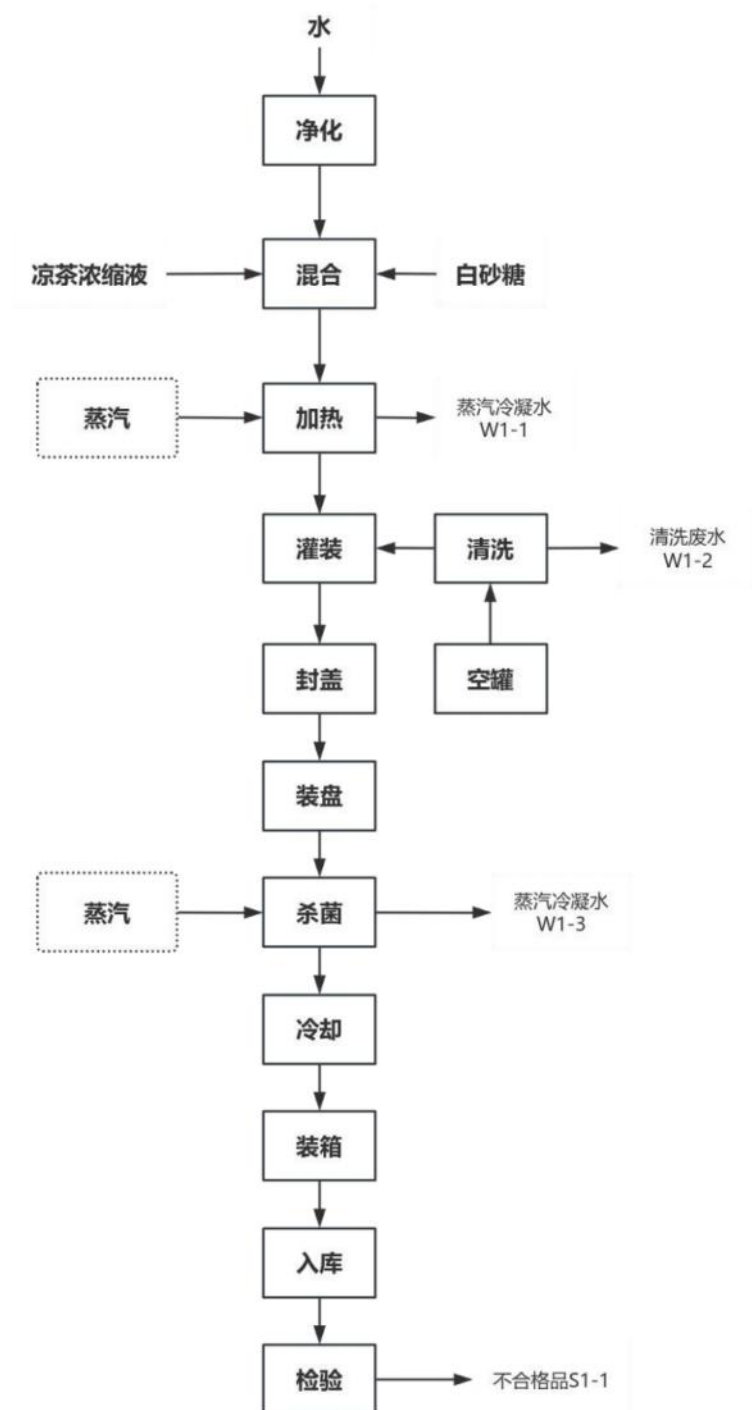 水
净化
凉茶浓缩液
混合
白砂糖
蒸汽
加热
蒸汽冷凝水
W1-1
灌装
清洗
清洗废水
W1-2
封盖
空罐
装盘
蒸汽
杀菌
蒸汽冷凝水
W1-3
冷却
装箱
入库
检验
不合格品S1-1